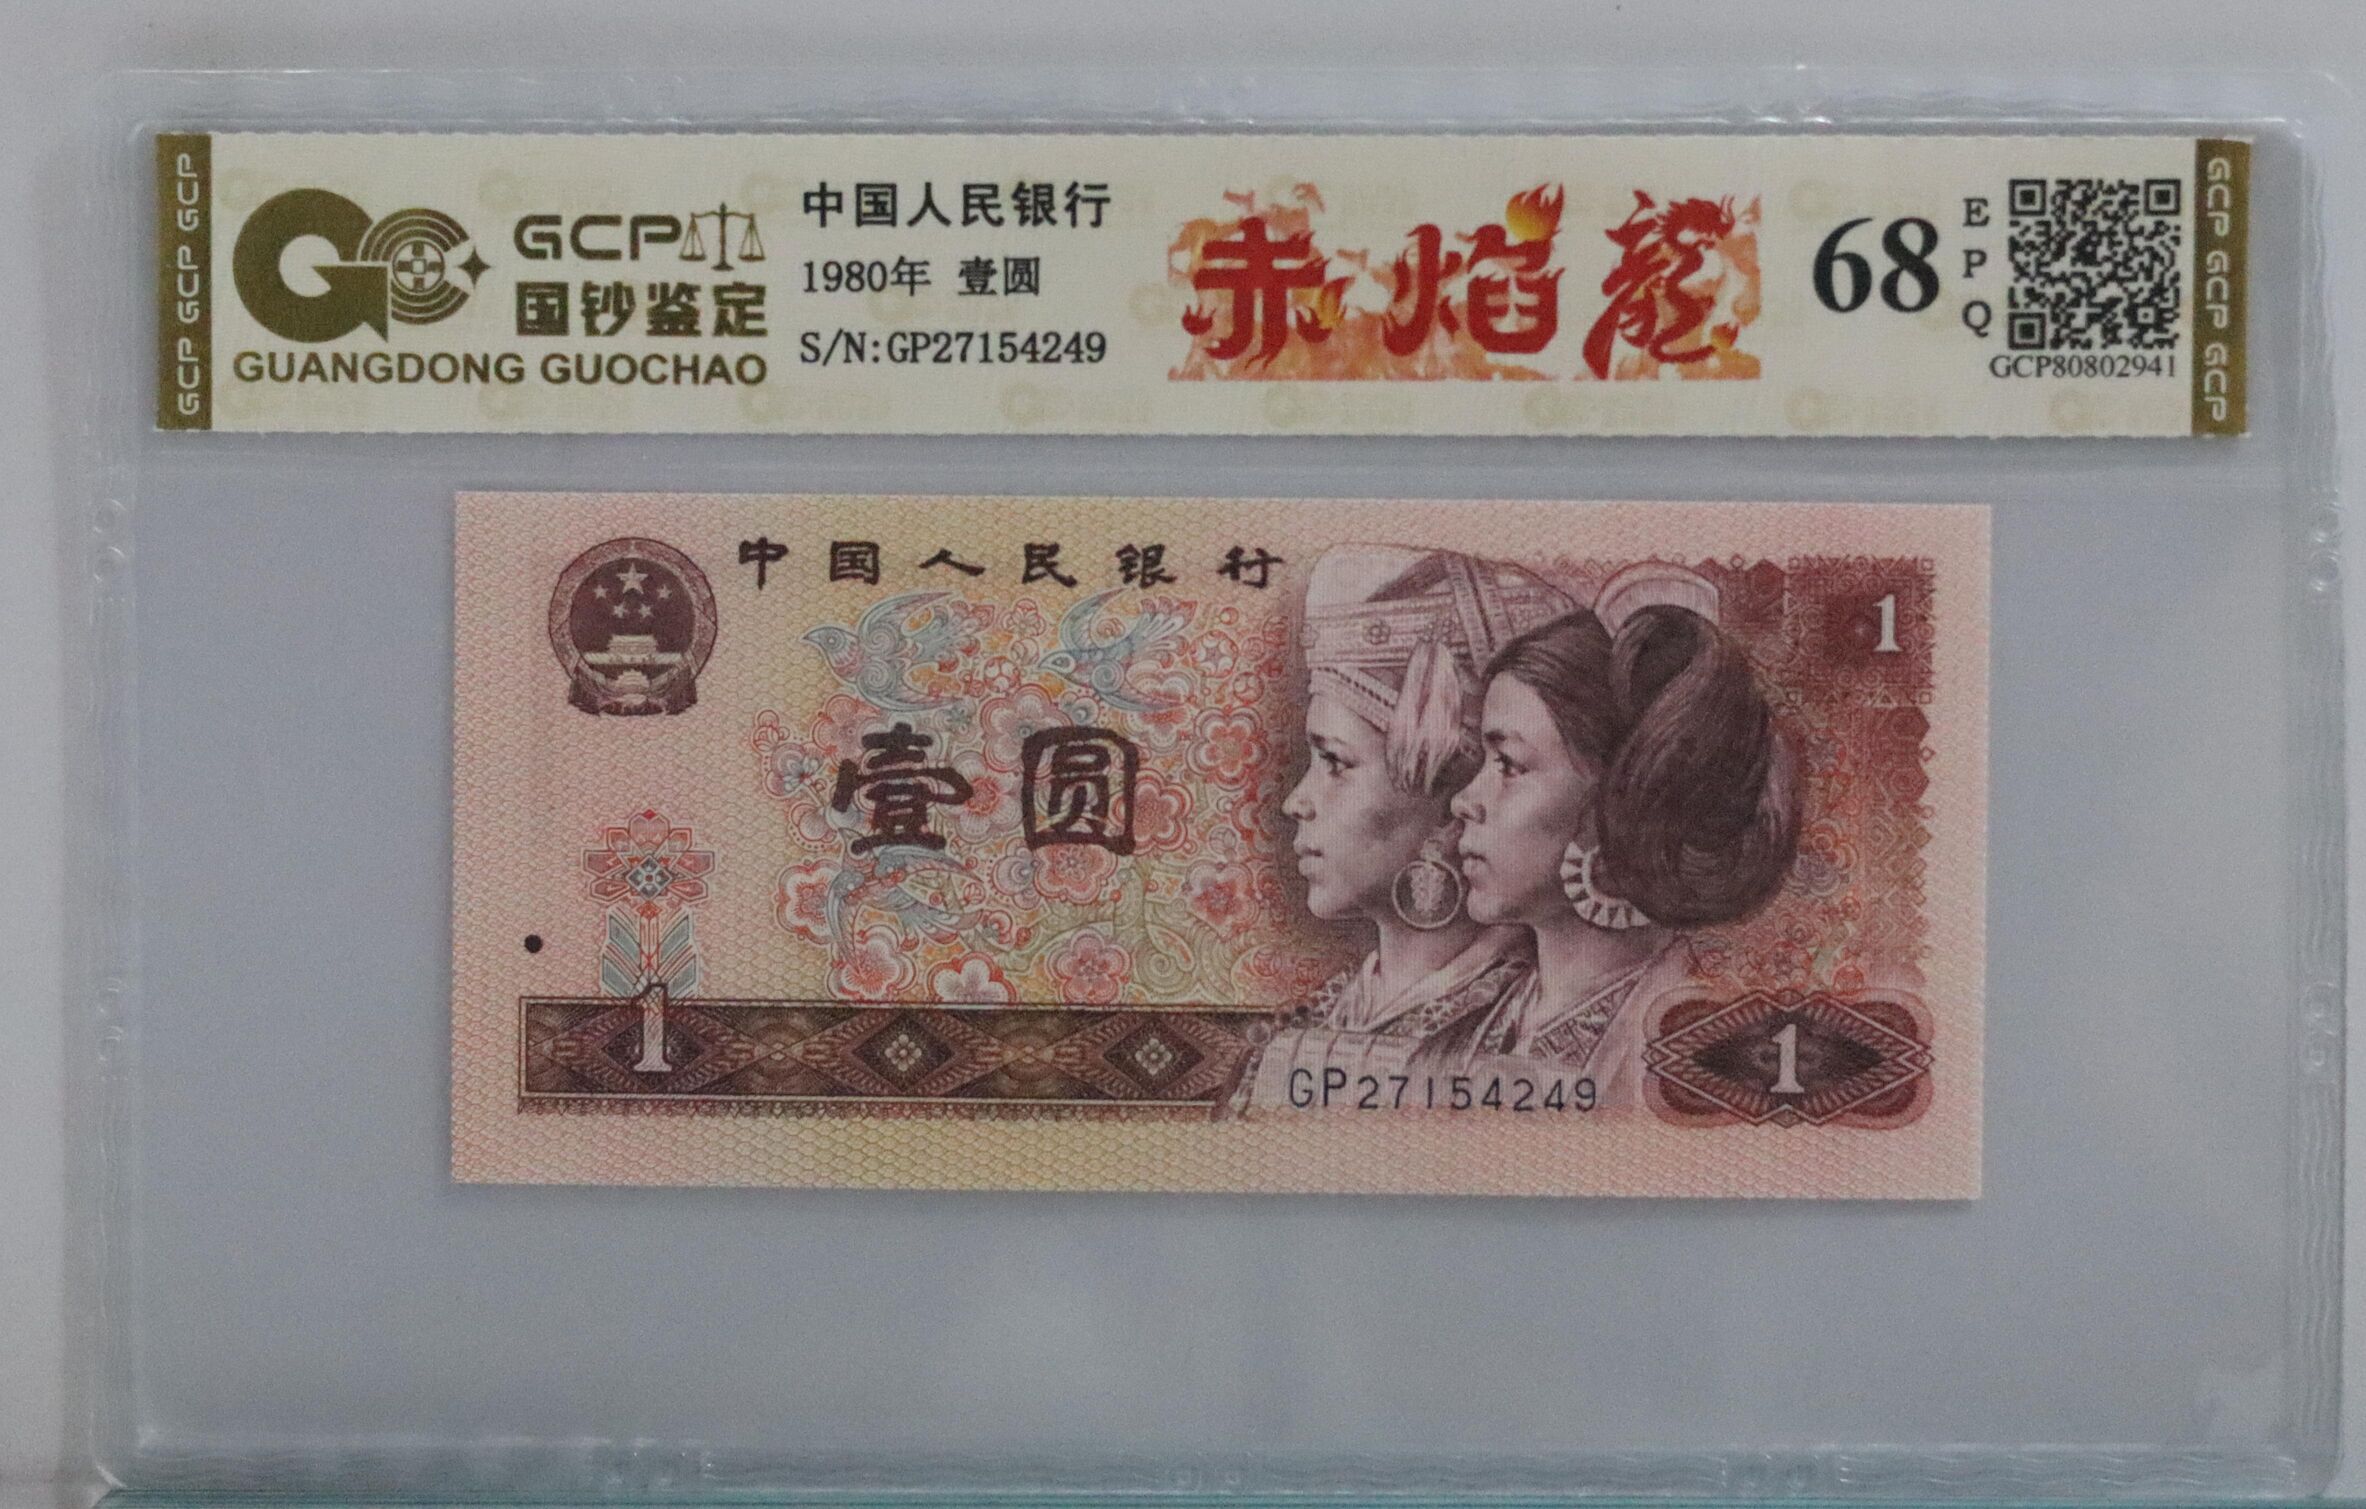 GCP GCP GCP
GCP
国钞鉴定
GUANGDONG GUOCHAO
中国人民银行
1980年 壹圆
S/N:GP27154249
赤焰龍
68
EPQ
GCP80802941
GCP GCP GCP
中国人民银行
1
壹圆
1
GP27154249
1